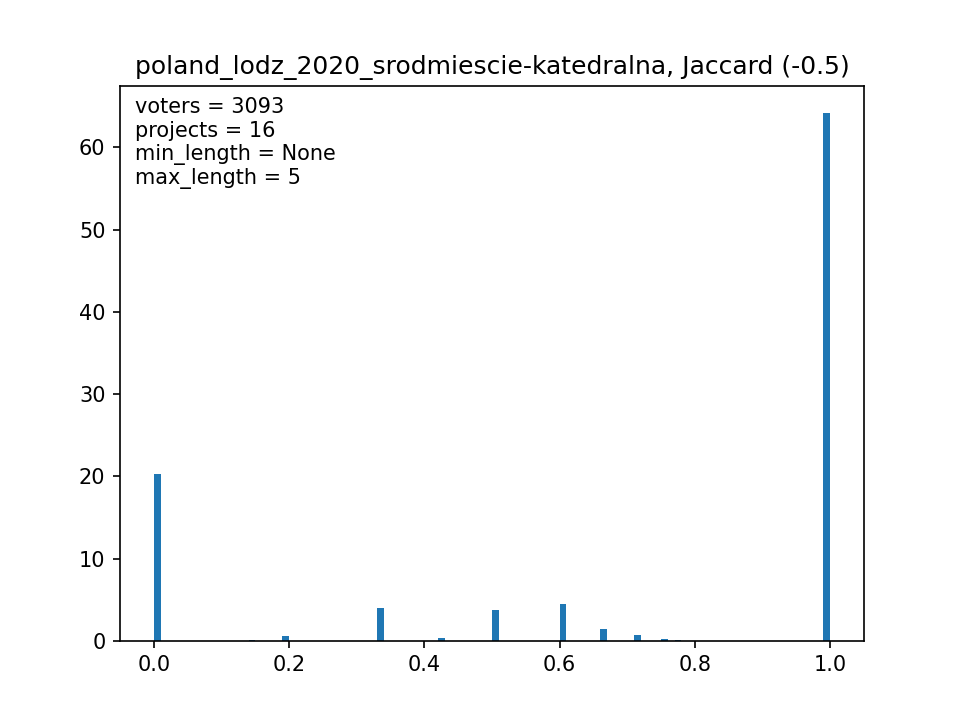 poland_lodz_2020_srodmiescie-katedralna, Jaccard (-0.5)
voters = 3093
projects = 16
min_length = None
max_length = 5
60
50
40
30
20
10
0
0.0 0.2 0.4 0.6 0.8 1.0